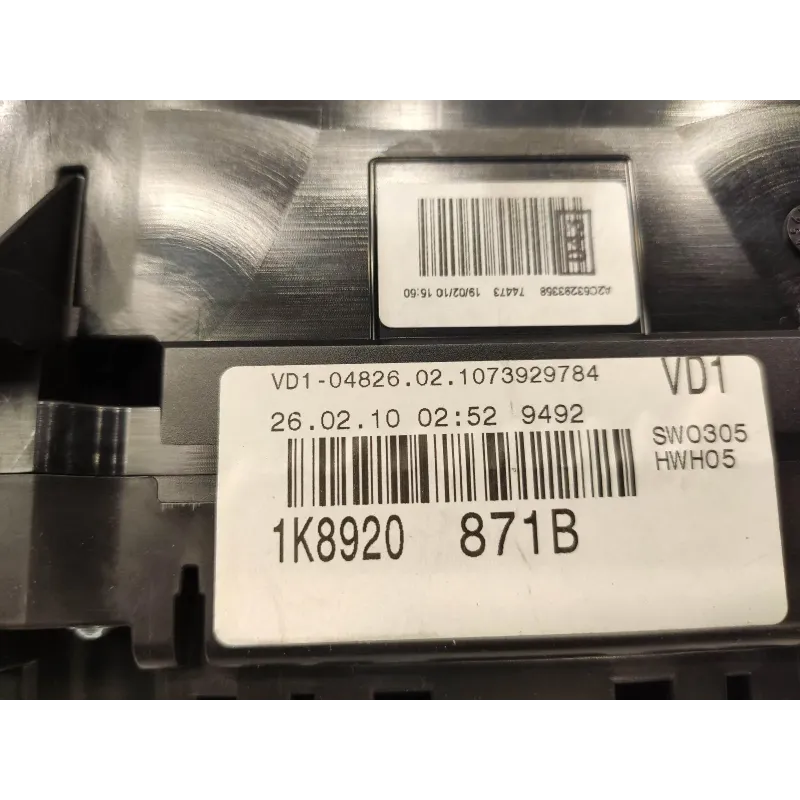 A2C53293358 74473 19/02/10 15:50
VD1-04826.02.1073929784 VD1
26.02.10 02:52 9492
SW0305
HWH05
1K8920 871B